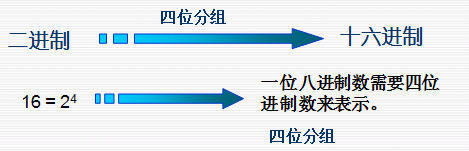 四位分组
二进制
十六进制
16 = 2⁴
一位八进制数需要四位
进制数来表示。
四位分组